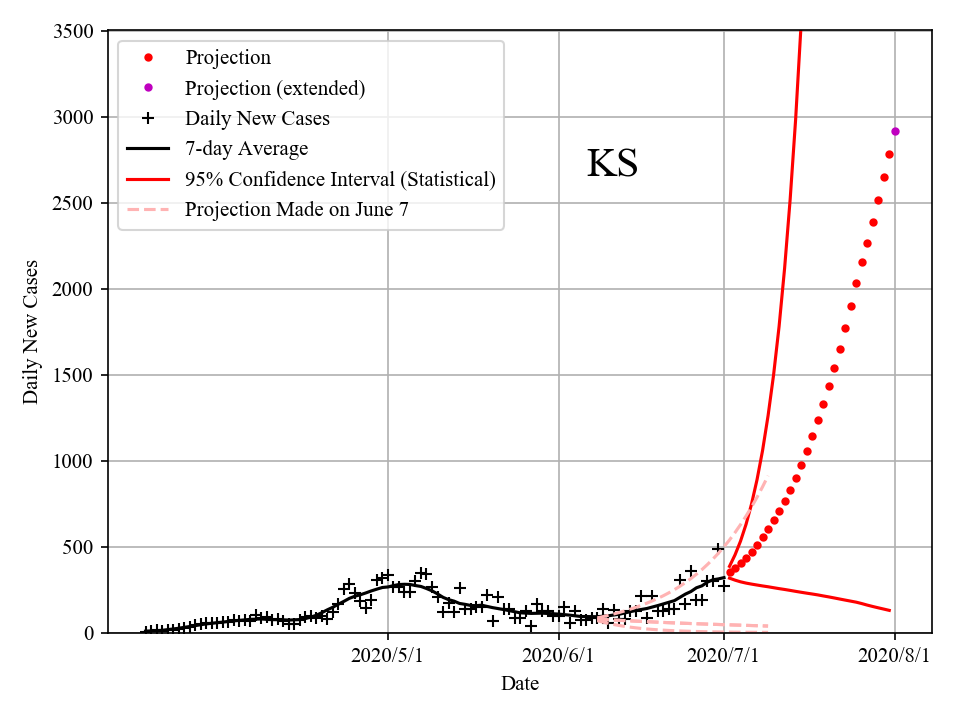 3500
3000
2500
2000
1500
1000
500
0
Daily New Cases
Projection
Projection (extended)
Daily New Cases
7-day Average
95% Confidence Interval (Statistical)
Projection Made on June 7
KS
2020/5/1
2020/6/1
2020/7/1
2020/8/1
Date